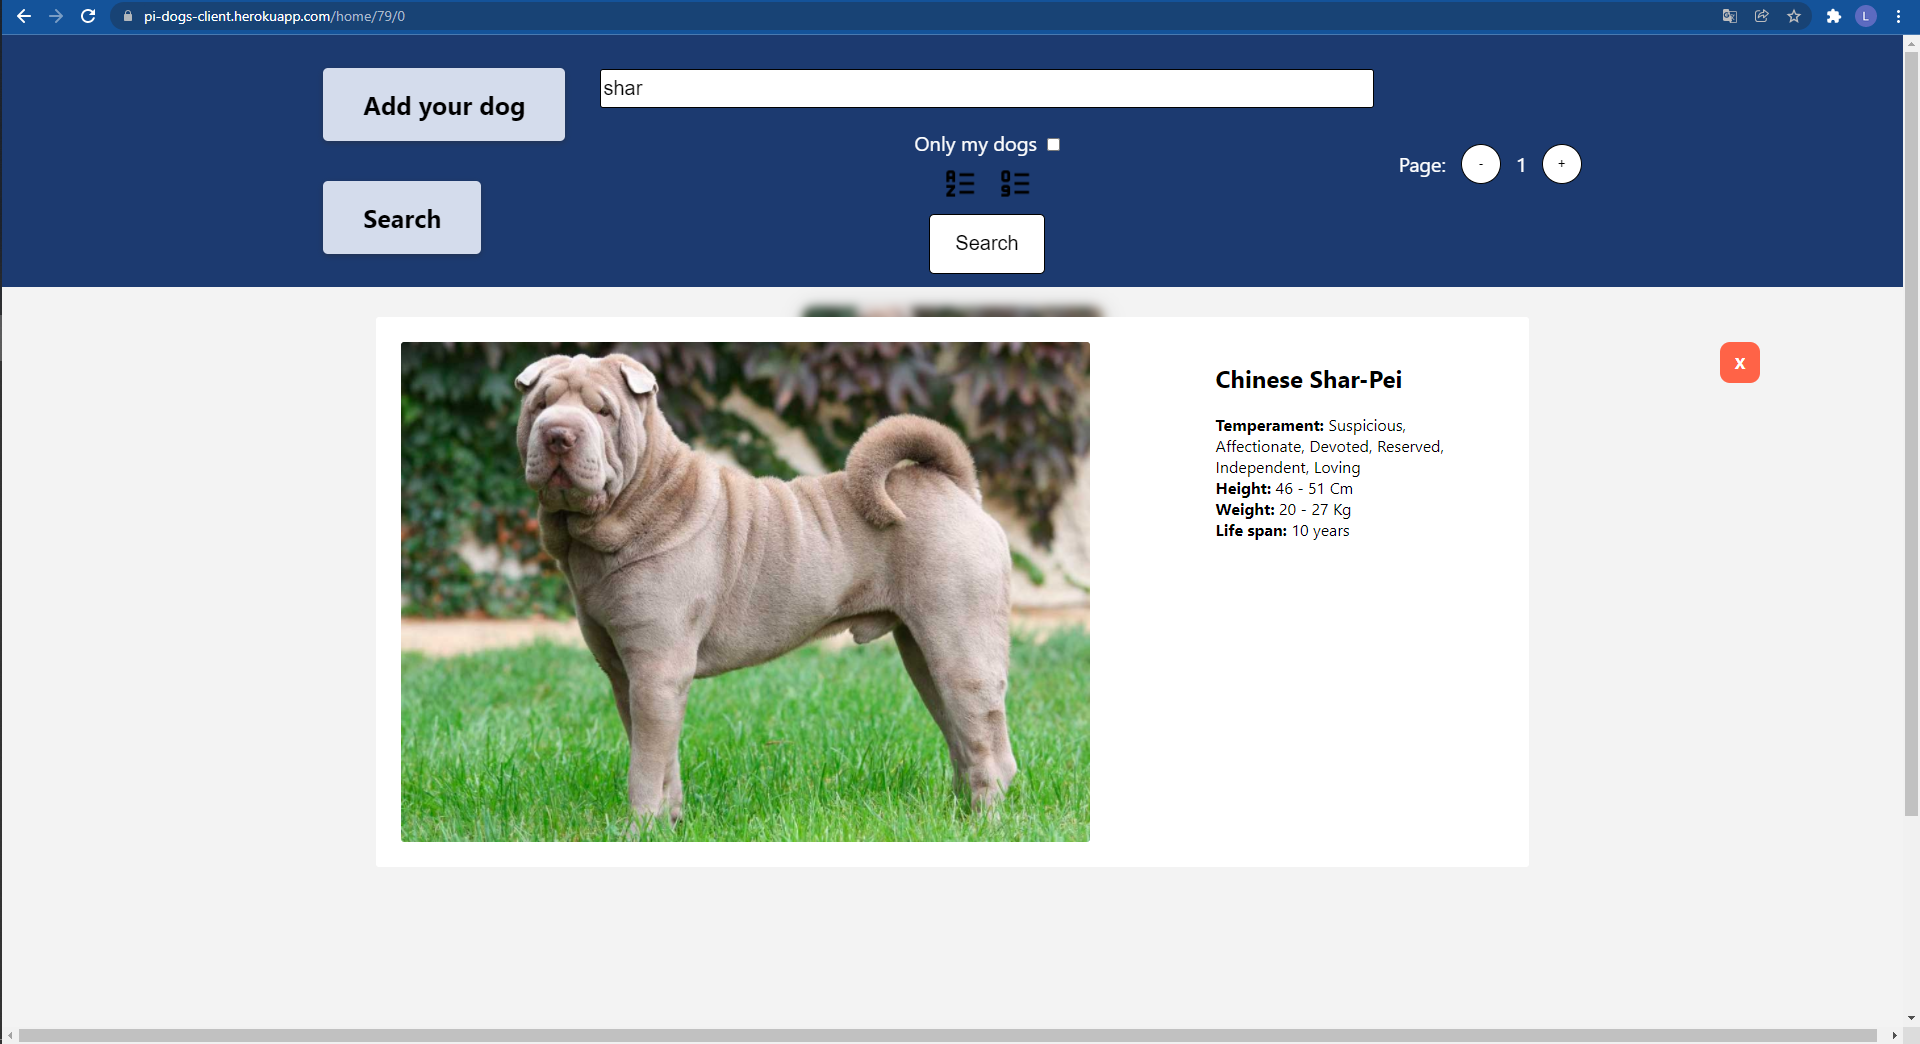 pi-dogs-client.herokuapp.com/home/79/0
L
Add your dog
shar
Only my dogs
A
Z
0
9
Page: - 1 +
Search
Search
x
Chinese Shar-Pei
Temperament: Suspicious,
Affectionate, Devoted, Reserved,
Independent, Loving
Height: 46 - 51 Cm
Weight: 20 - 27 Kg
Life span: 10 years